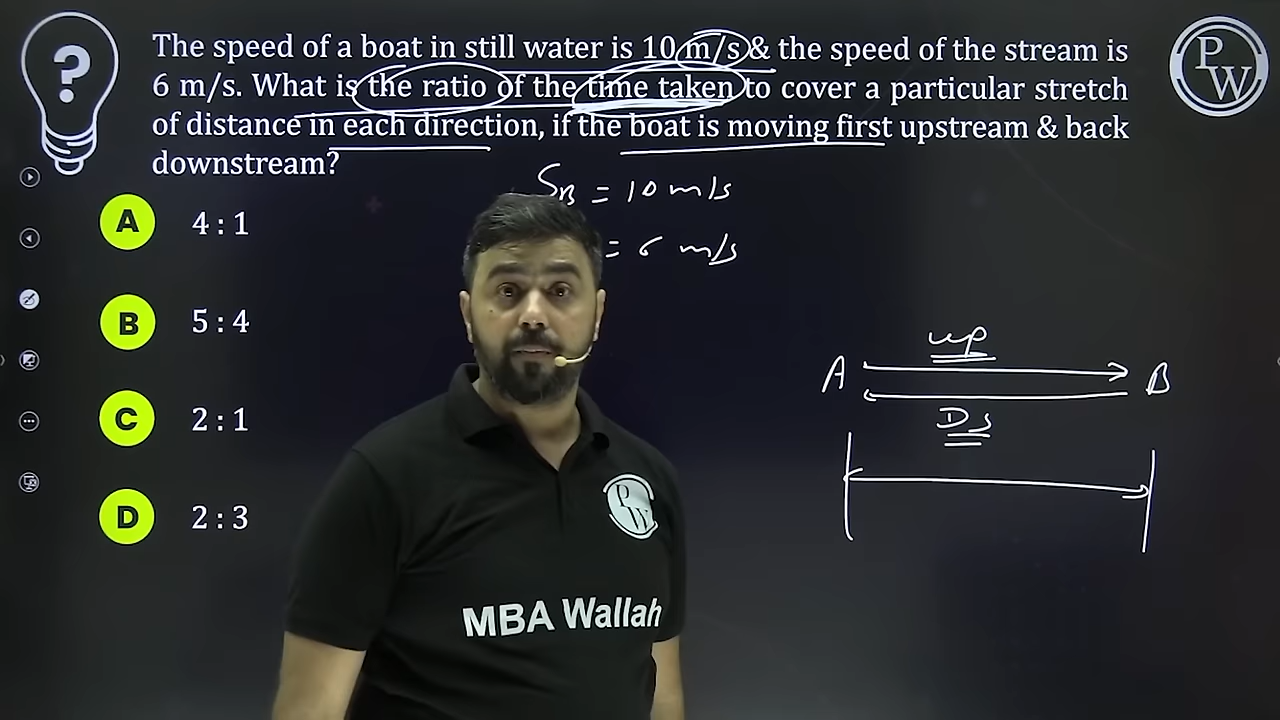 The speed of a boat in still water is 10 m/s & the speed of the stream is
6 m/s. What is the ratio of the time taken to cover a particular stretch
of distance in each direction, if the boat is moving first upstream & back
downstream?
?
PW
A 4 : 1
B 5 : 4
C 2 : 1
D 2 : 3
SB = 10 m/s
= 6 m/s
up
A B
Ds
PW
MBA Wallah